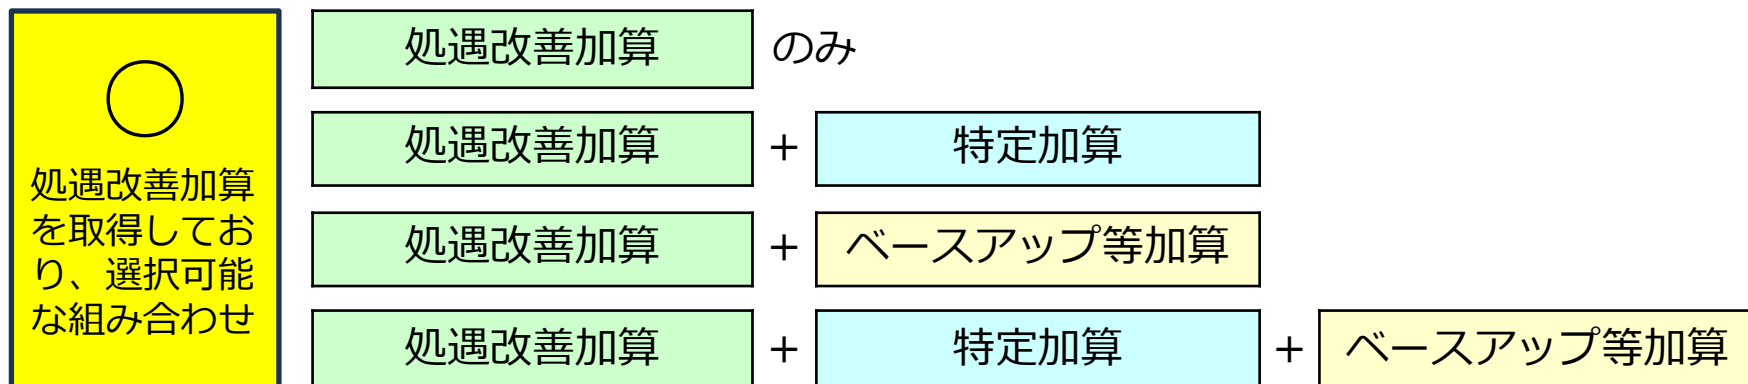 ○
処遇改善加算
を取得してお
り、選択可能
な組み合わせ
処遇改善加算 のみ
処遇改善加算 + 特定加算
処遇改善加算 + ベースアップ等加算
処遇改善加算 + 特定加算 + ベースアップ等加算